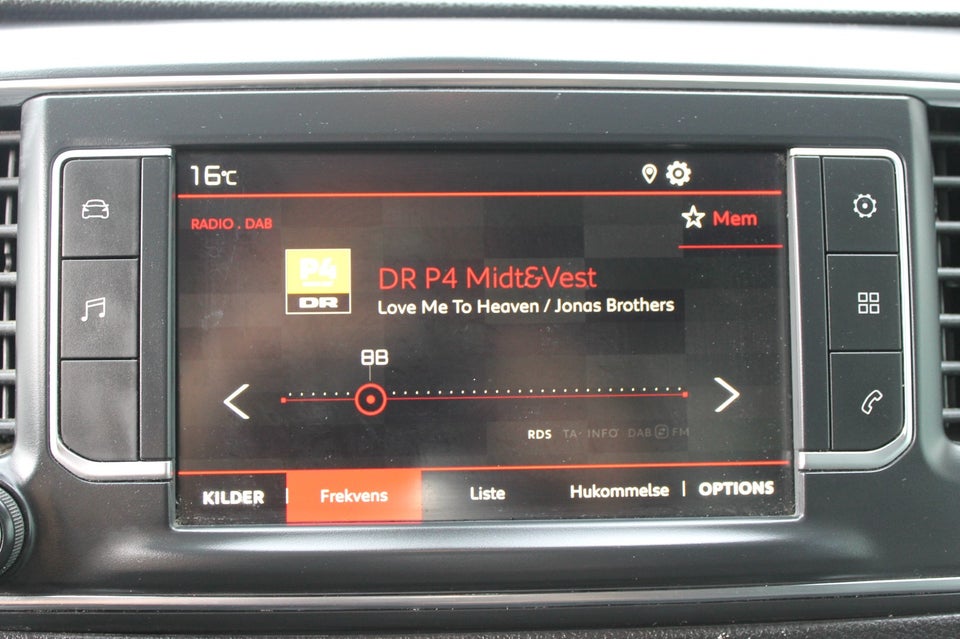 16°C
RADIO . DAB
Mem
P4
DR
DR P4 Midt&Vest
Love Me To Heaven / Jonas Brothers
8B
RDS TA INFO DAB FM
KILDER Frekvens Liste Hukommelse OPTIONS